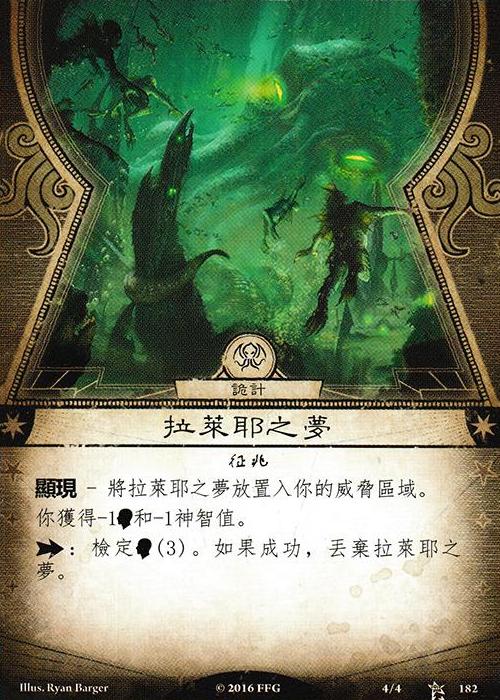 詭計
拉萊耶之夢
征兆
顯現 – 將拉萊耶之夢放置入你的威脅區域。
你獲得-1和-1神智值。
: 檢定(3)。如果成功，丟棄拉萊耶之
夢。
Illus. Ryan Barger © 2016 FFG 4/4 182